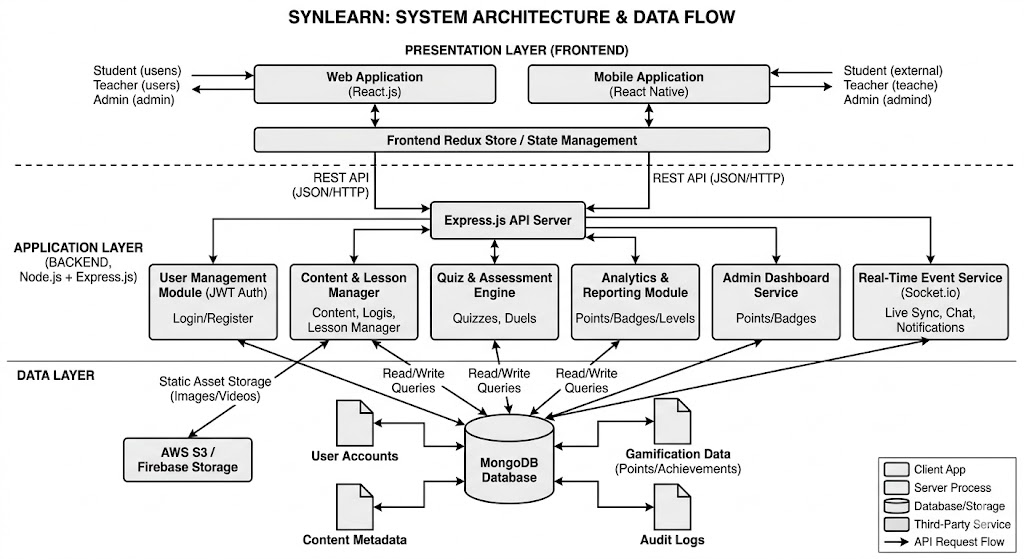 SYNLEARN: SYSTEM ARCHITECTURE & DATA FLOW
PRESENTATION LAYER (FRONTEND)
Student (usens)
Teacher (users)
Admin (admin)
Web Application
(React.js)
Mobile Application
(React Native)
Student (external)
Teacher (teache)
Admin (admind)
Frontend Redux Store / State Management
REST API
(JSON/HTTP)
REST API (JSON/HTTP)
Express.js API Server
APPLICATION LAYER
(BACKEND,
Node.js + Express.js)
User Management
Module (JWT Auth)
Login/Register
Content & Lesson
Manager
Content, Logis,
Lesson Manager
Quiz & Assessment
Engine
Quizzes, Duels
Analytics &
Reporting Module
Points/Badges/Levels
Admin Dashboard
Service
Points/Badges
Real-Time Event Service
(Socket.io)
Live Sync, Chat,
Notifications
DATA LAYER
Static Asset Storage
(Images/Videos)
Read/Write
Queries
Read/Write
Queries
Read/Write
Queries
AWS S3 /
Firebase Storage
User Accounts
MongoDB
Database
Gamification Data
(Points/Achievements)
Content Metadata
Audit Logs
Client App
Server Process
Database/Storage
Third-Party Service
API Request Flow